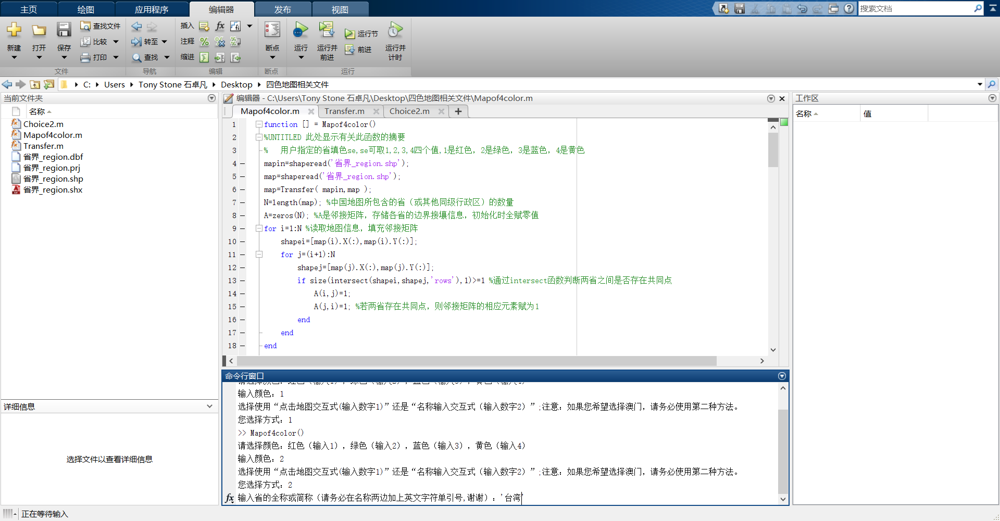 主页 绘图 应用程序 编辑器 发布 视图 搜索文档
新建 打开 保存 查找文件 比较 打印 转至 查找 插入 fx 注释 缩进 断点 运行 运行并前进 运行节 前进 运行并计时
文件 导航 编辑 断点 运行
C: Users Tony Stone 石卓凡 Desktop 四色地图相关文件
当前文件夹
名称
Choice2.m
Mapof4color.m
Transfer.m
省界_region.dbf
省界_region.prj
省界_region.shp
省界_region.shx
详细信息
选择文件以查看详细信息
编辑器 - C:\Users\Tony Stone 石卓凡\Desktop\四色地图相关文件\Mapof4color.m
Mapof4color.m Transfer.m Choice2.m
1 function [] = Mapof4color()
2 %UNTITLED 此处显示有关此函数的摘要
3 % 用户指定的省填色se,se可取1,2,3,4四个值,1是红色，2是绿色，3是蓝色，4是黄色
4 mapin=shaperead('省界_region.shp');
5 map=shaperead('省界_region.shp');
6 map=Transfer( mapin,map );
7 N=length(map); %中国地图所包含的省（或其他同级行政区）的数量
8 A=zeros(N); %A是邻接矩阵，存储各省的边界接壤信息，初始化时全赋零值
9 for i=1:N %读取地图信息，填充邻接矩阵
10 shapei=[map(i).X(:),map(i).Y(:)];
11 for j=(i+1):N
12 shapej=[map(j).X(:),map(j).Y(:)];
13 if size(intersect(shapei,shapej,'rows'),1)>=1 %通过intersect函数判断两省之间是否存在共同点
14 A(i,j)=1;
15 A(j,i)=1; %若两省存在共同点，则邻接矩阵的相应元素赋为1
16 end
17 end
18 end
命令行窗口
输入颜色：1
选择使用“点击地图交互式(输入数字1)”还是“名称输入交互式（输入数字2）”;注意：如果您希望选择澳门，请务必使用第二种方法。
您选择方式：1
>> Mapof4color()
请选择颜色：红色（输入1），绿色（输入2），蓝色（输入3），黄色（输入4）
输入颜色：2
选择使用“点击地图交互式(输入数字1)”还是“名称输入交互式（输入数字2）”;注意：如果您希望选择澳门，请务必使用第二种方法。
您选择方式：2
fx 输入省的全称或简称（请务必在名称两边加上英文字符单引号,谢谢）：'台湾'
工作区
名称 值
正在等待输入